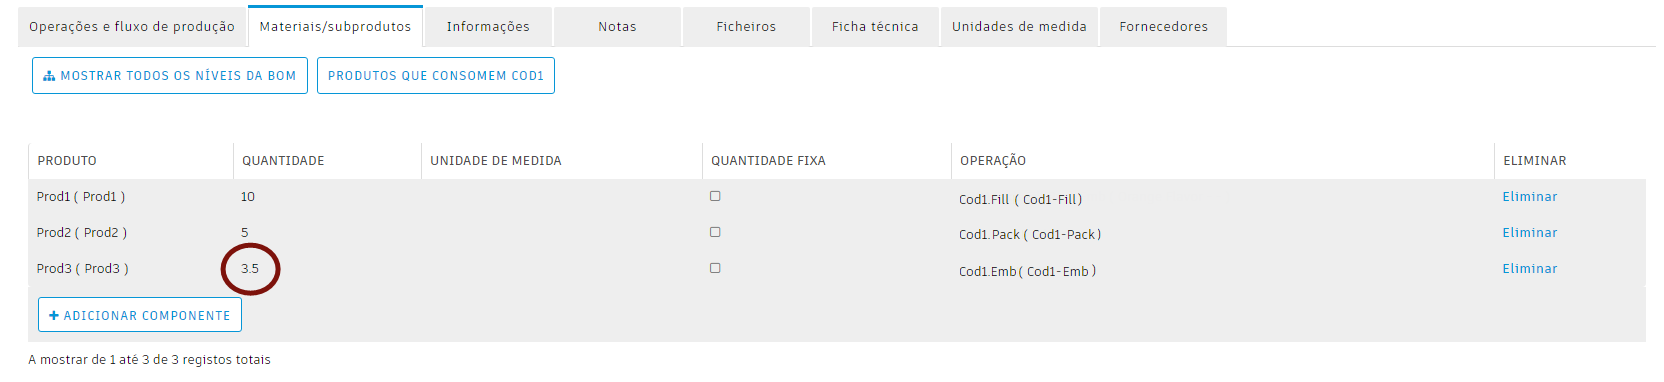 Operações e fluxo de produção Materiais/subprodutos Informações Notas Ficheiros Ficha técnica Unidades de medida Fornecedores
MOSTRAR TODOS OS NÍVEIS DA BOM PRODUTOS QUE CONSOMEM COD1
PRODUTO QUANTIDADE UNIDADE DE MEDIDA QUANTIDADE FIXA OPERAÇÃO ELIMINAR
Prod1 ( Prod1 ) 10 Cod1.Fill ( Cod1-Fill) Eliminar
Prod2 ( Prod2 ) 5 Cod1.Pack ( Cod1-Pack) Eliminar
Prod3 ( Prod3 ) 3.5 Cod1.Emb( Cod1-Emb ) Eliminar
ADICIONAR COMPONENTE
A mostrar de 1 até 3 de 3 registos totais